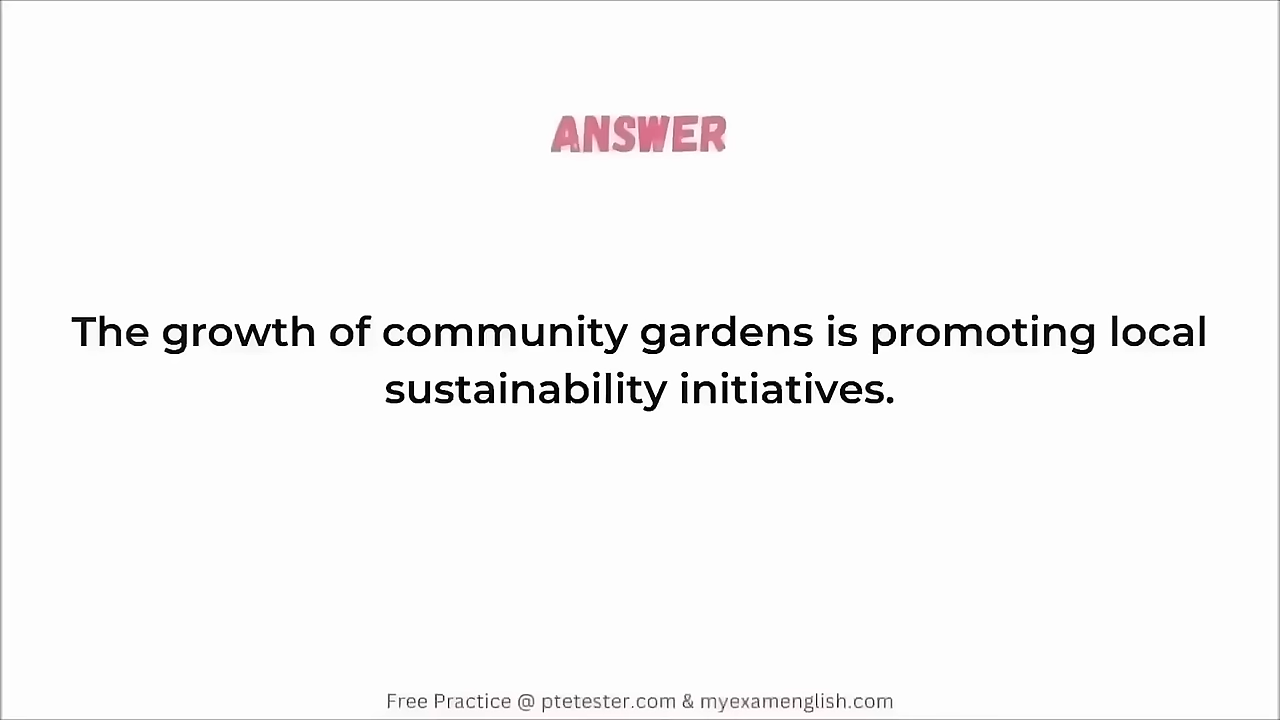 ANSWER
The growth of community gardens is promoting local
sustainability initiatives.
Free Practice @ ptetester.com & myexamenglish.com